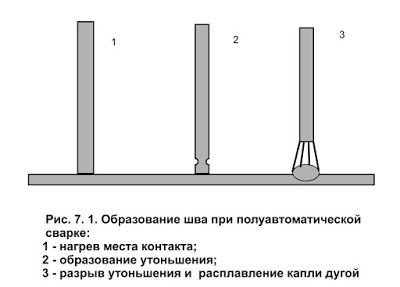 1
2
3
Рис. 7. 1. Образование шва при полуавтоматической
сварке:
1 - нагрев места контакта;
2 - образование утоньшения;
3 - разрыв утоньшения и расплавление капли дугой